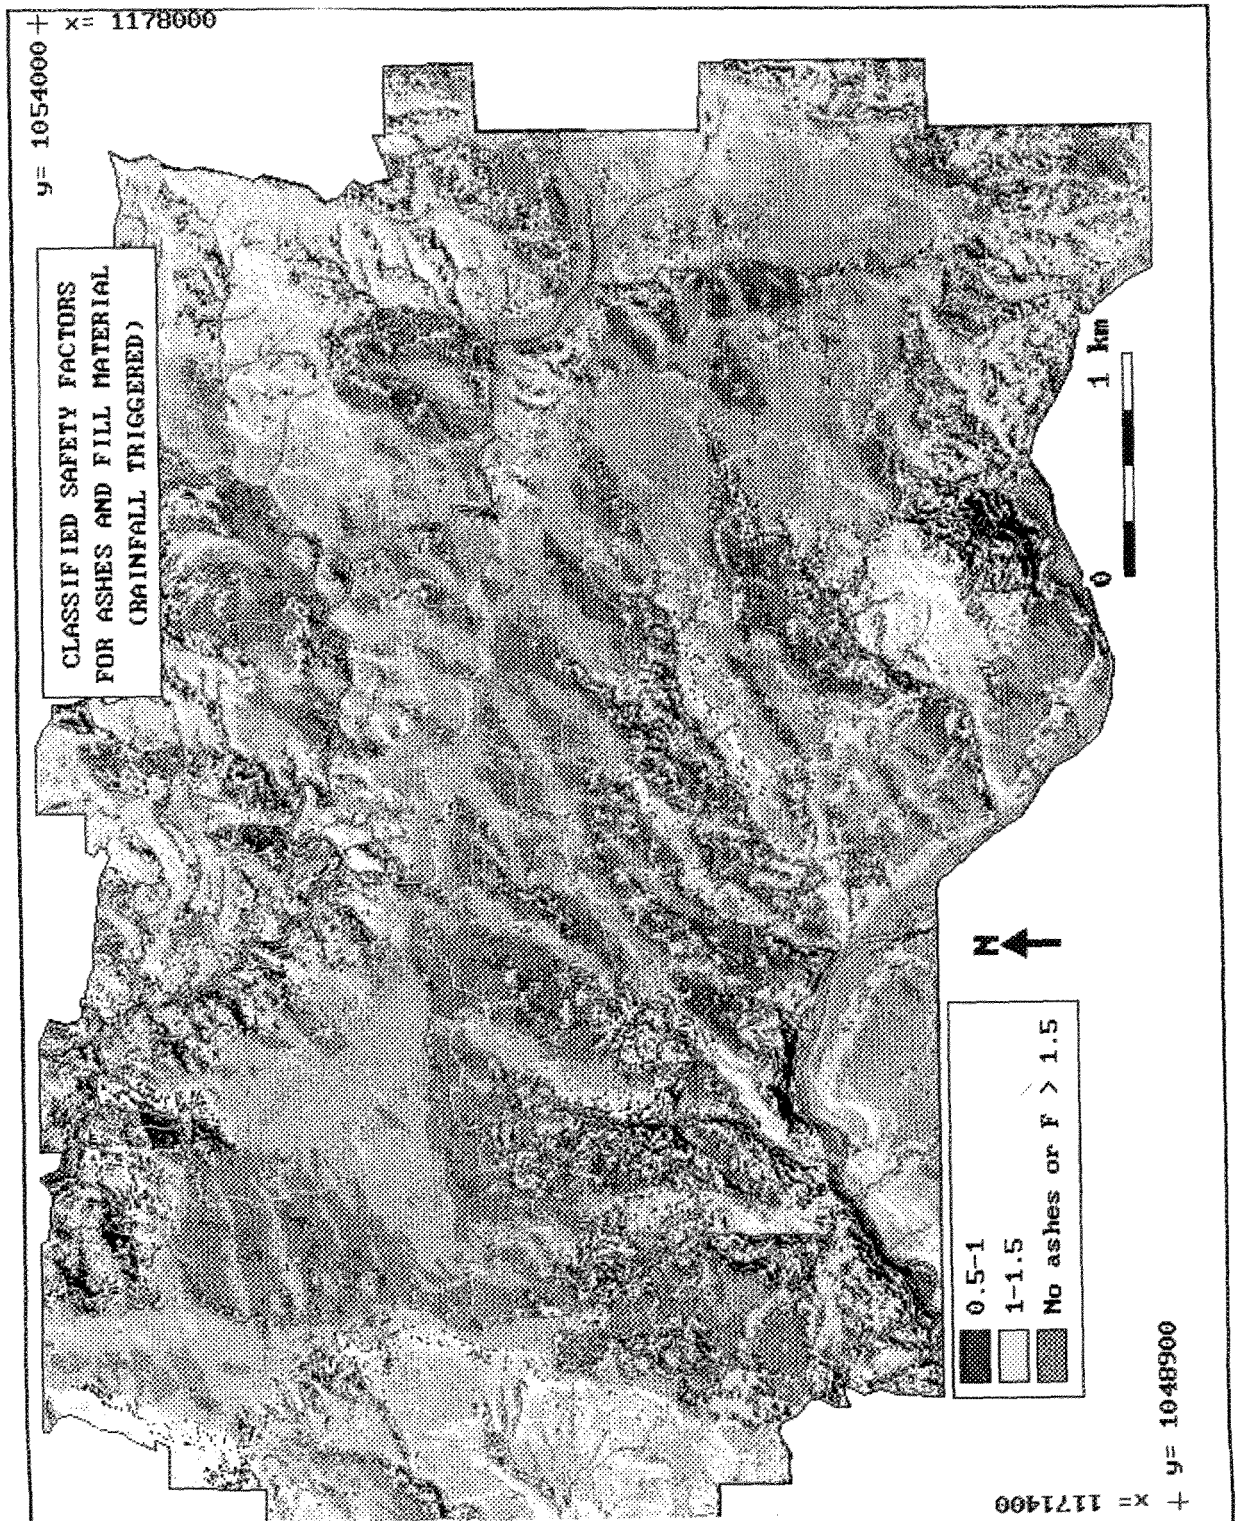 x= 1178000
y= 1054000
CLASSIFIED SAFETY FACTORS
FOR ASHES AND FILL MATERIAL
(RAINFALL TRIGGERED)
0
1 km
N
0.5-1
1-1.5
No ashes or F > 1.5
y= 1048900
x= 1171400